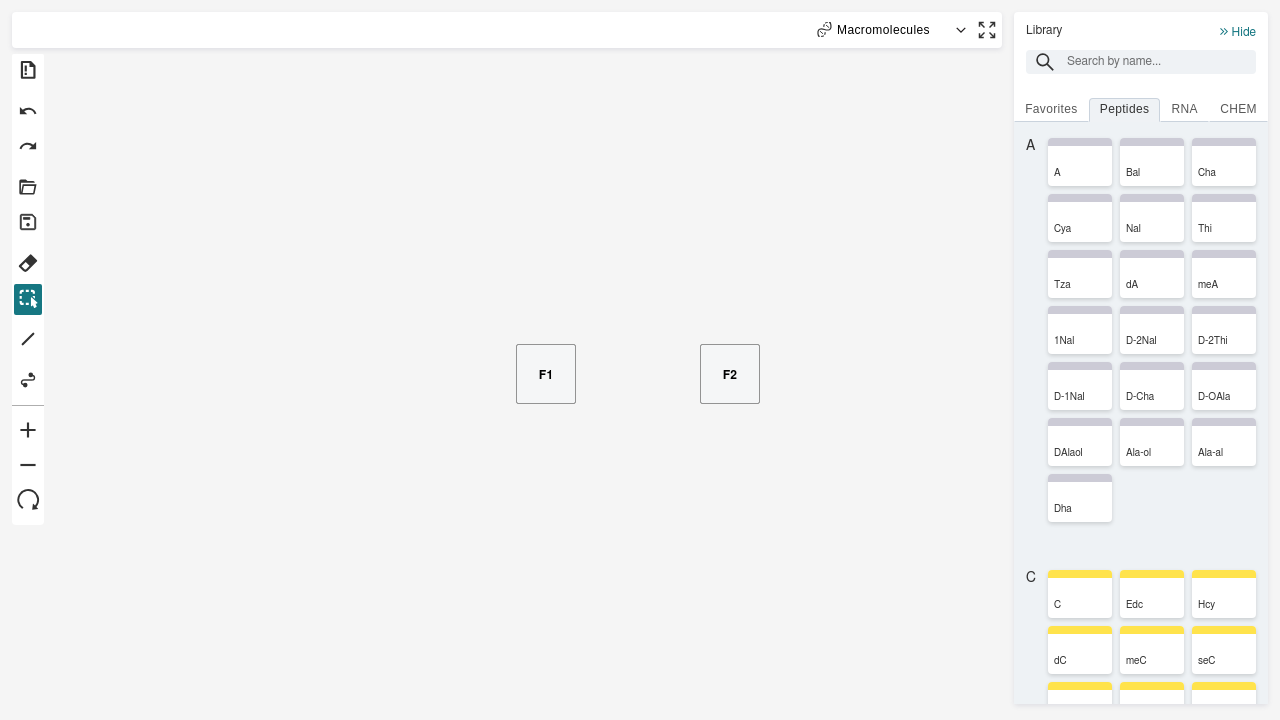 Macromolecules
Library
Hide
Search by name...
Favorites Peptides RNA CHEM
A
A Bal Cha
Cya Nal Thi
Tza dA meA
1Nal D-2Nal D-2Thi
F1 F2
D-1Nal D-Cha D-OAla
DAlaol Ala-ol Ala-al
Dha
C
C Edc Hcy
dC meC seC